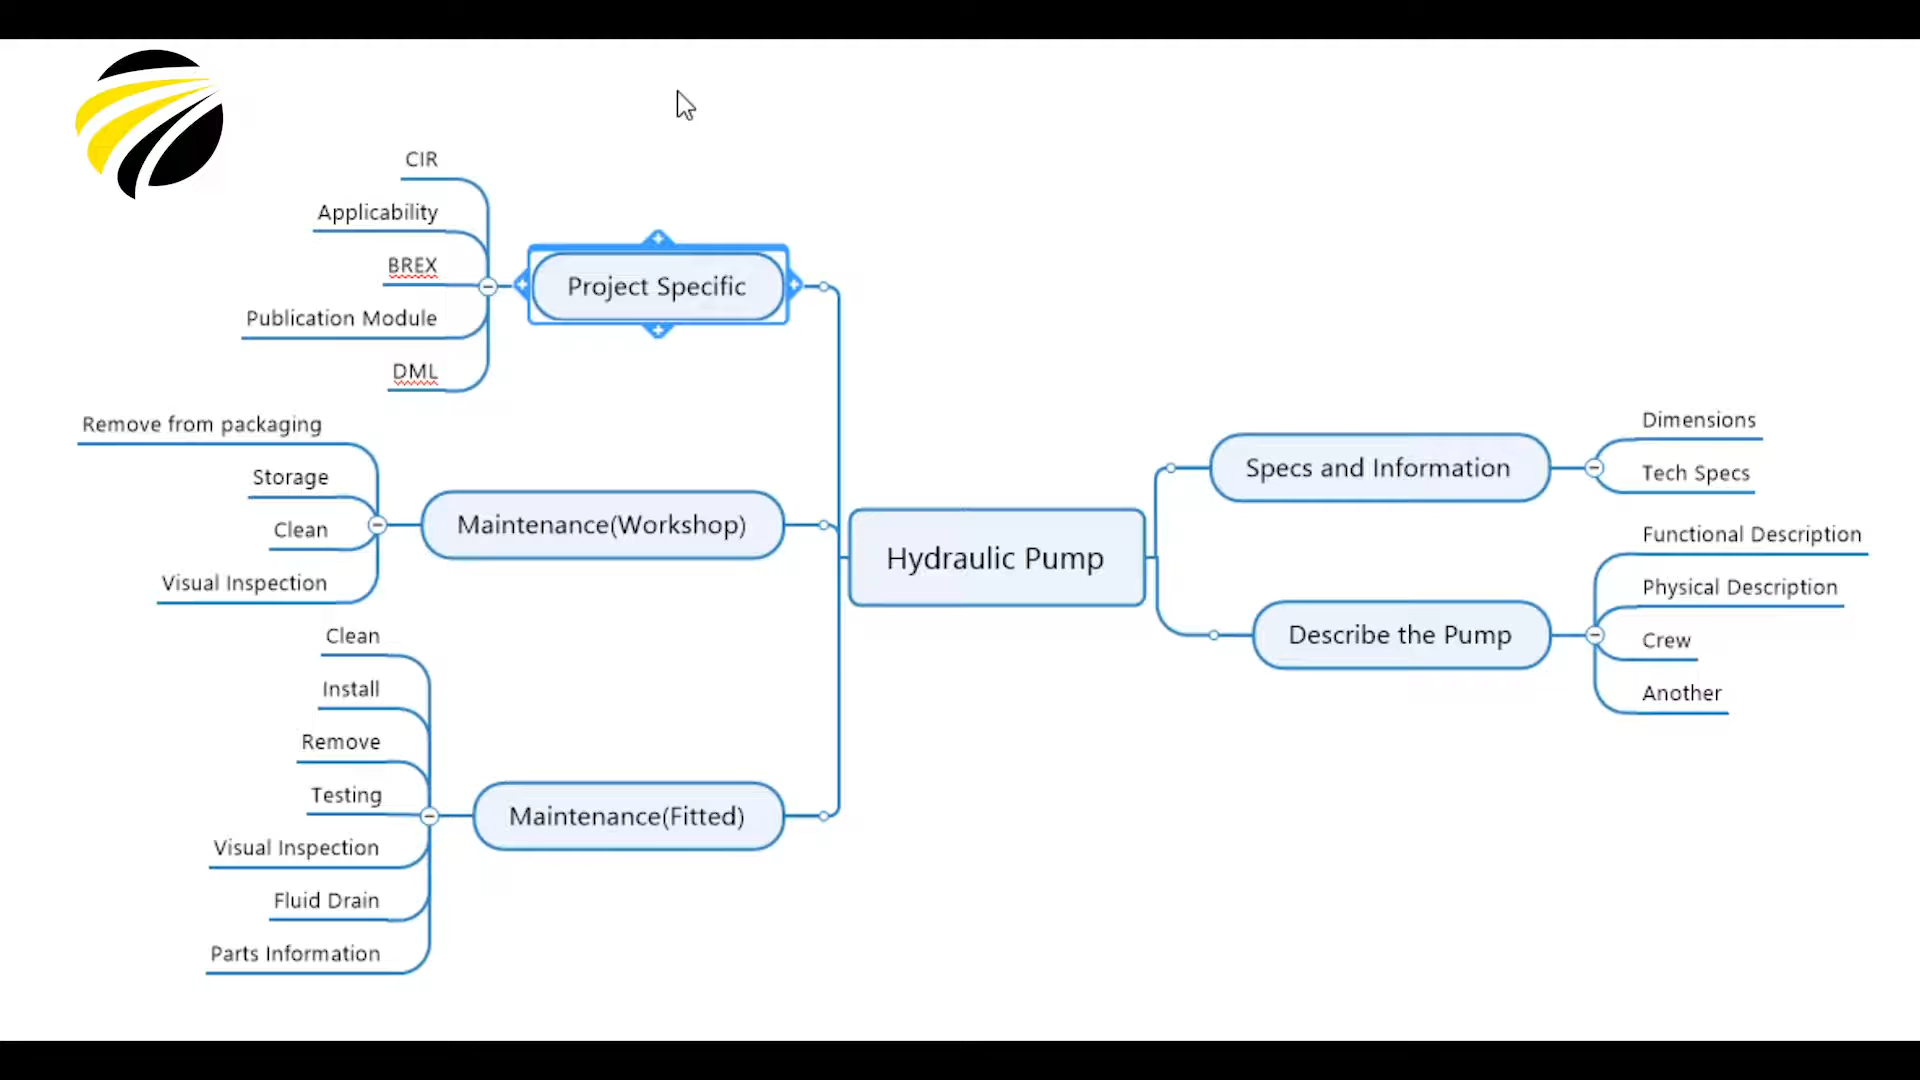 CIR
Applicability
BREX
Publication Module
DML
Project Specific
Remove from packaging
Storage
Clean
Visual Inspection
Maintenance(Workshop)
Clean
Install
Remove
Testing
Visual Inspection
Fluid Drain
Parts Information
Maintenance(Fitted)
Hydraulic Pump
Specs and Information
Dimensions
Tech Specs
Describe the Pump
Functional Description
Physical Description
Crew
Another